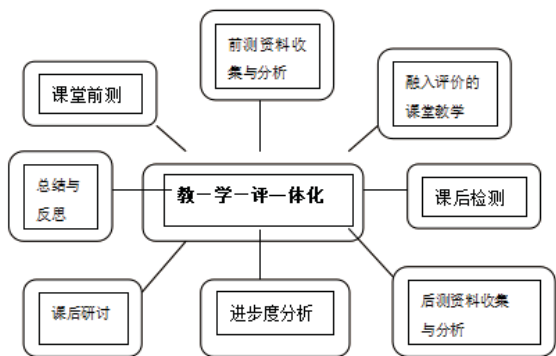 前测资料收
集与分析
课堂前测
融入评价的
课堂教学
总结与
反思
教一学一评一体化
课后检测
课后研讨
进步度分析
后测资料收集
与分析